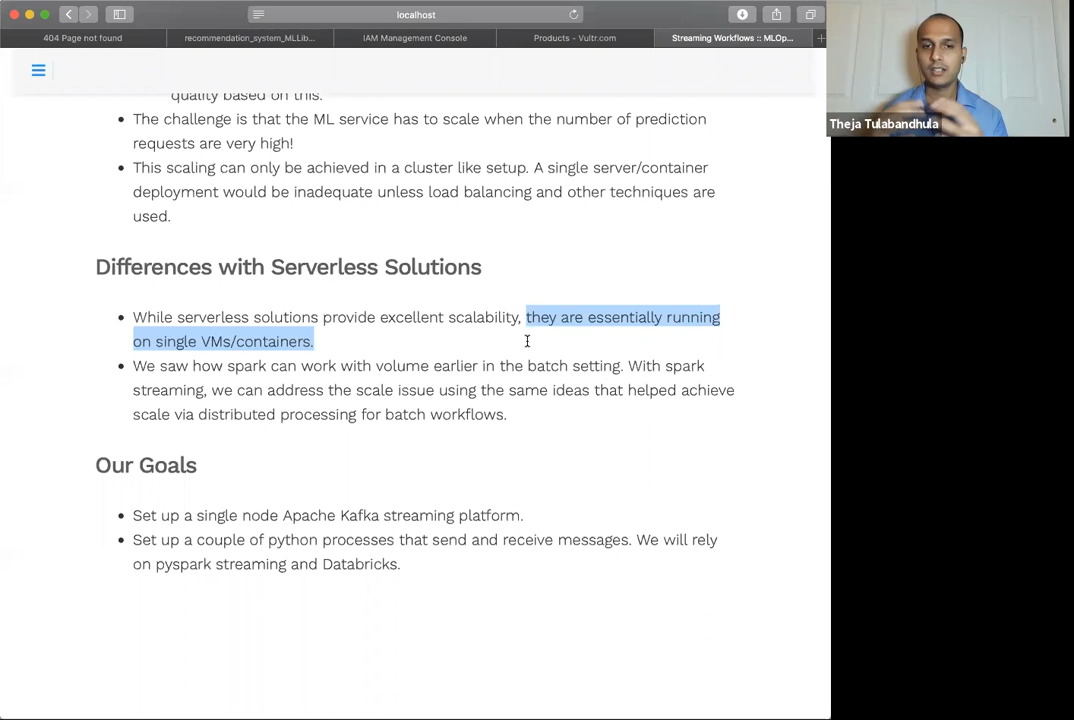 localhost
404 Page not found
recommendation_system_MLLib...
IAM Management Console
Products - Vultr.com
Streaming Workflows :: MLOp...
quality based on this.
Theja Tulabandhula
• The challenge is that the ML service has to scale when the number of prediction
requests are very high!
• This scaling can only be achieved in a cluster like setup. A single server/container
deployment would be inadequate unless load balancing and other techniques are
used.
Differences with Serverless Solutions
• While serverless solutions provide excellent scalability, they are essentially running
on single VMs/containers.
• We saw how spark can work with volume earlier in the batch setting. With spark
streaming, we can address the scale issue using the same ideas that helped achieve
scale via distributed processing for batch workflows.
Our Goals
• Set up a single node Apache Kafka streaming platform.
• Set up a couple of python processes that send and receive messages. We will rely
on pyspark streaming and Databricks.